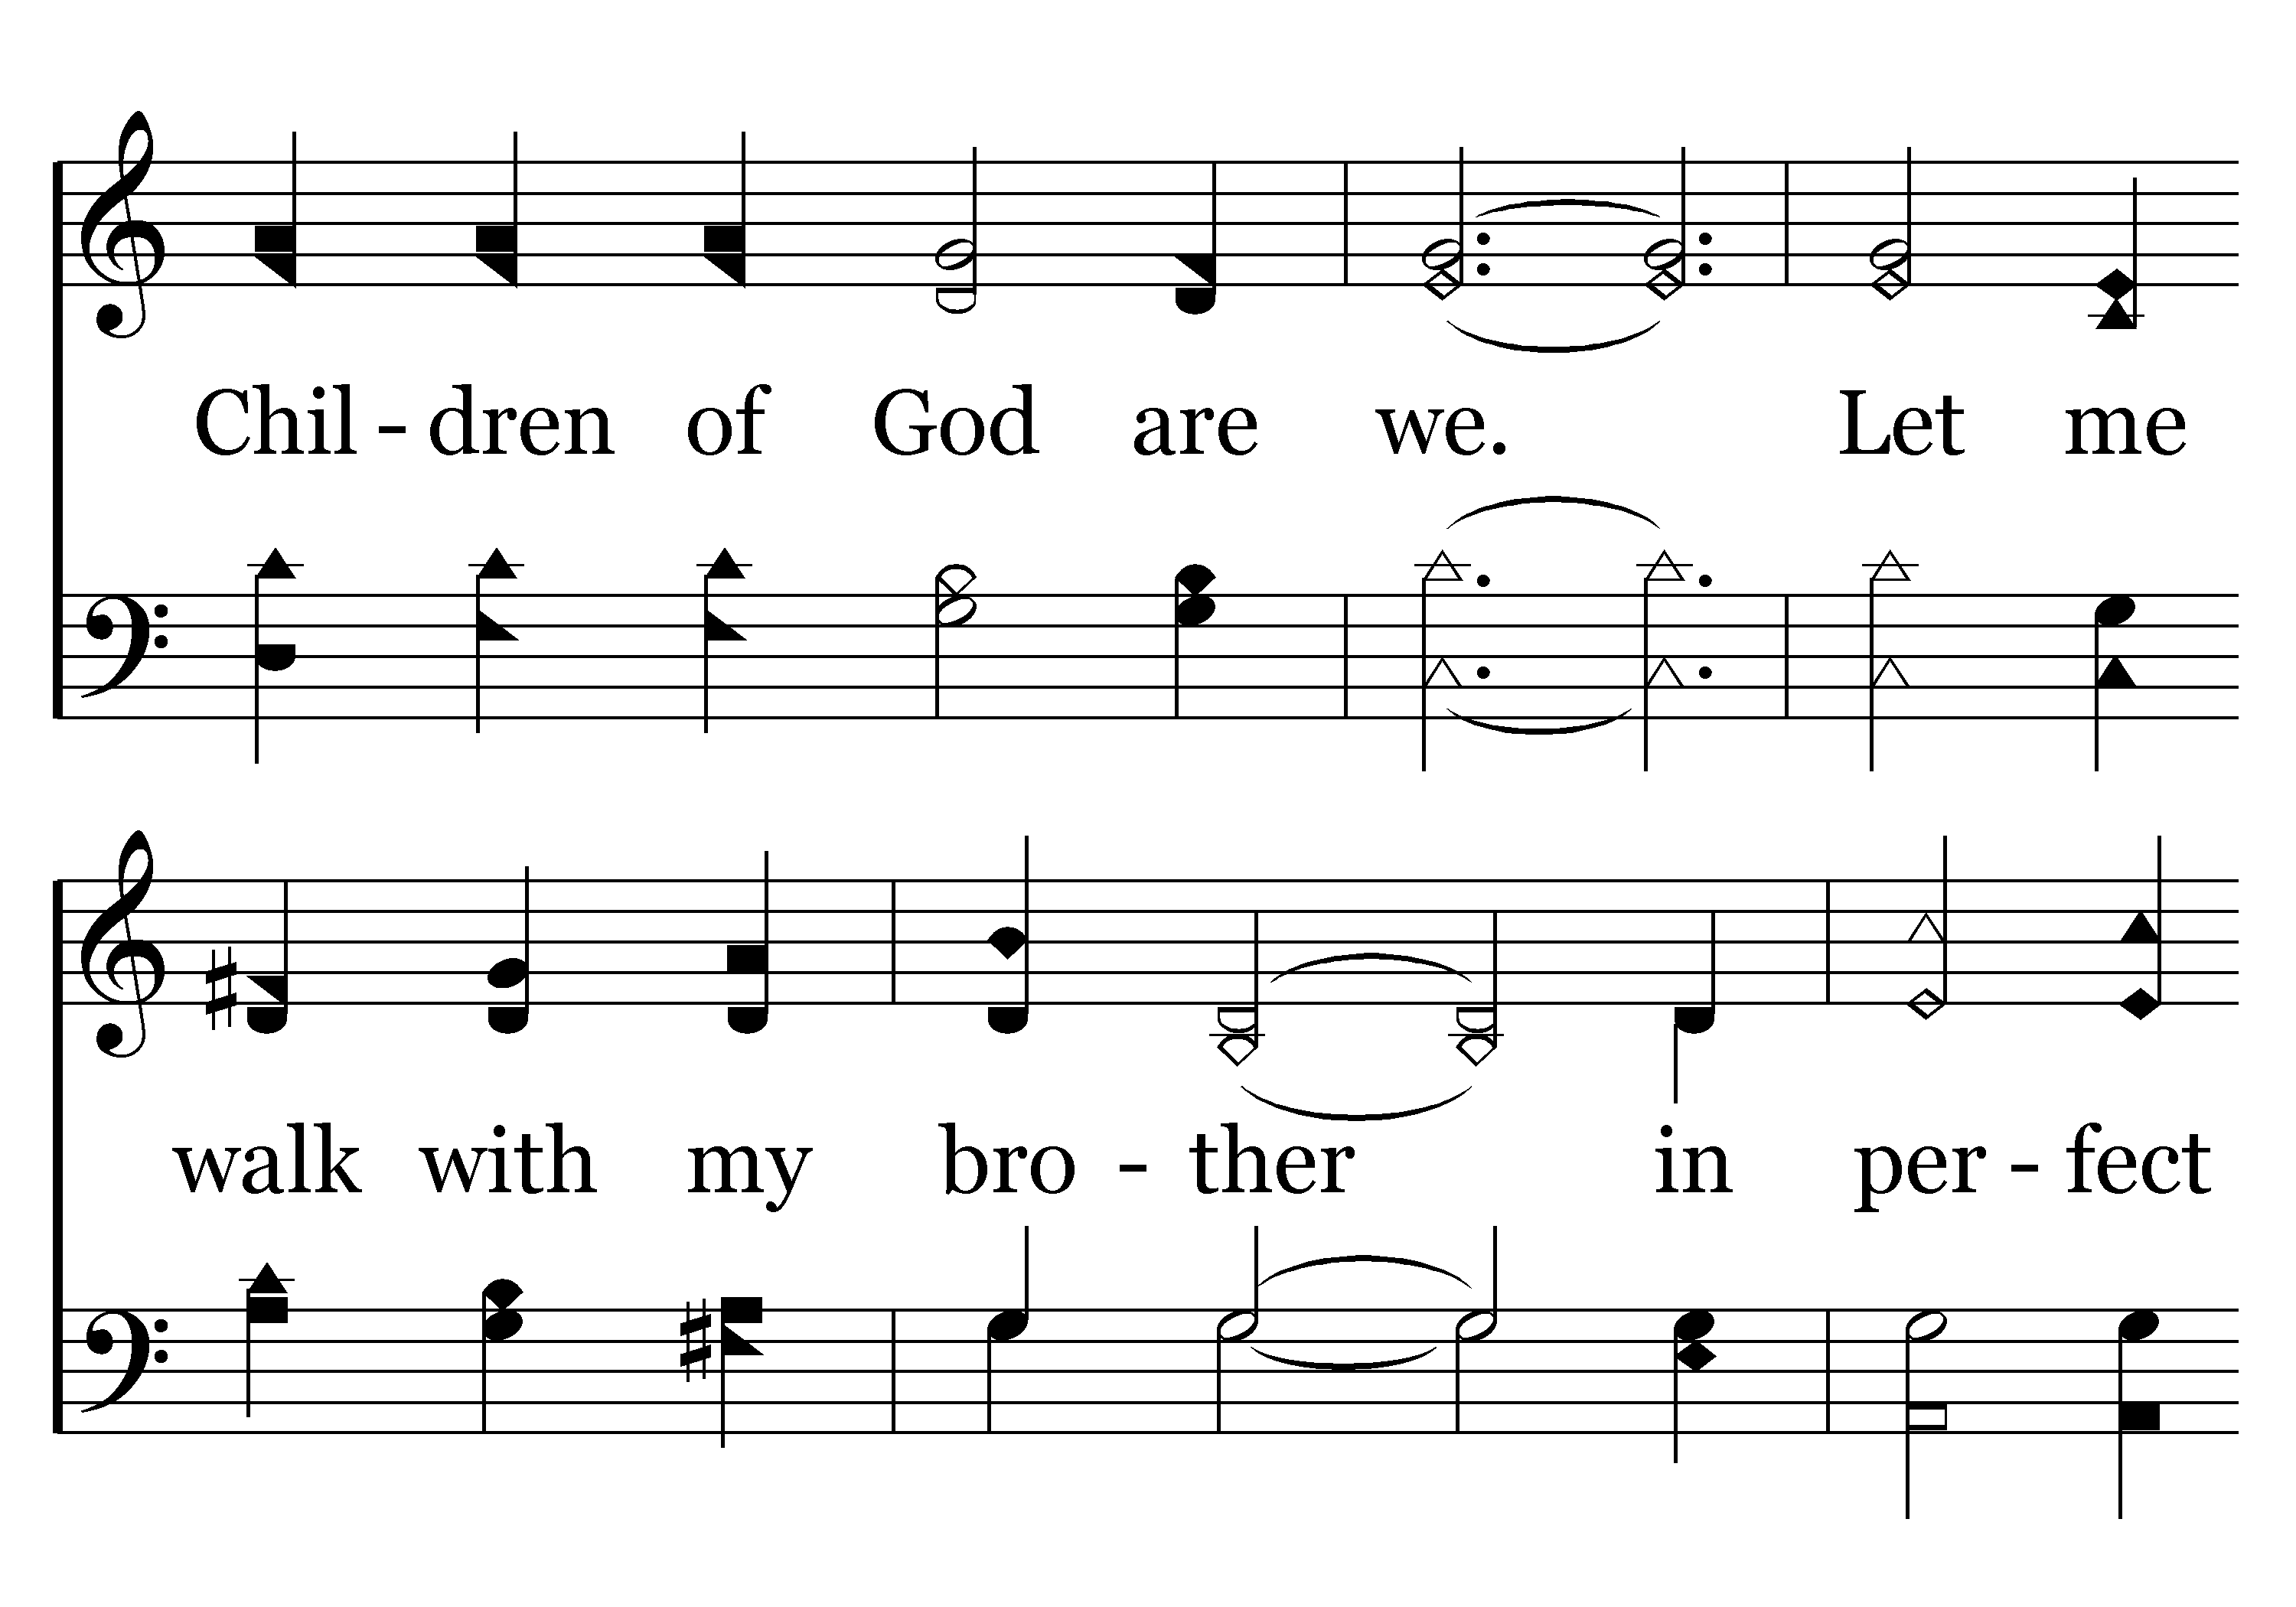 Chil - dren of God are we. Let me
walk with my bro - ther in per - fect